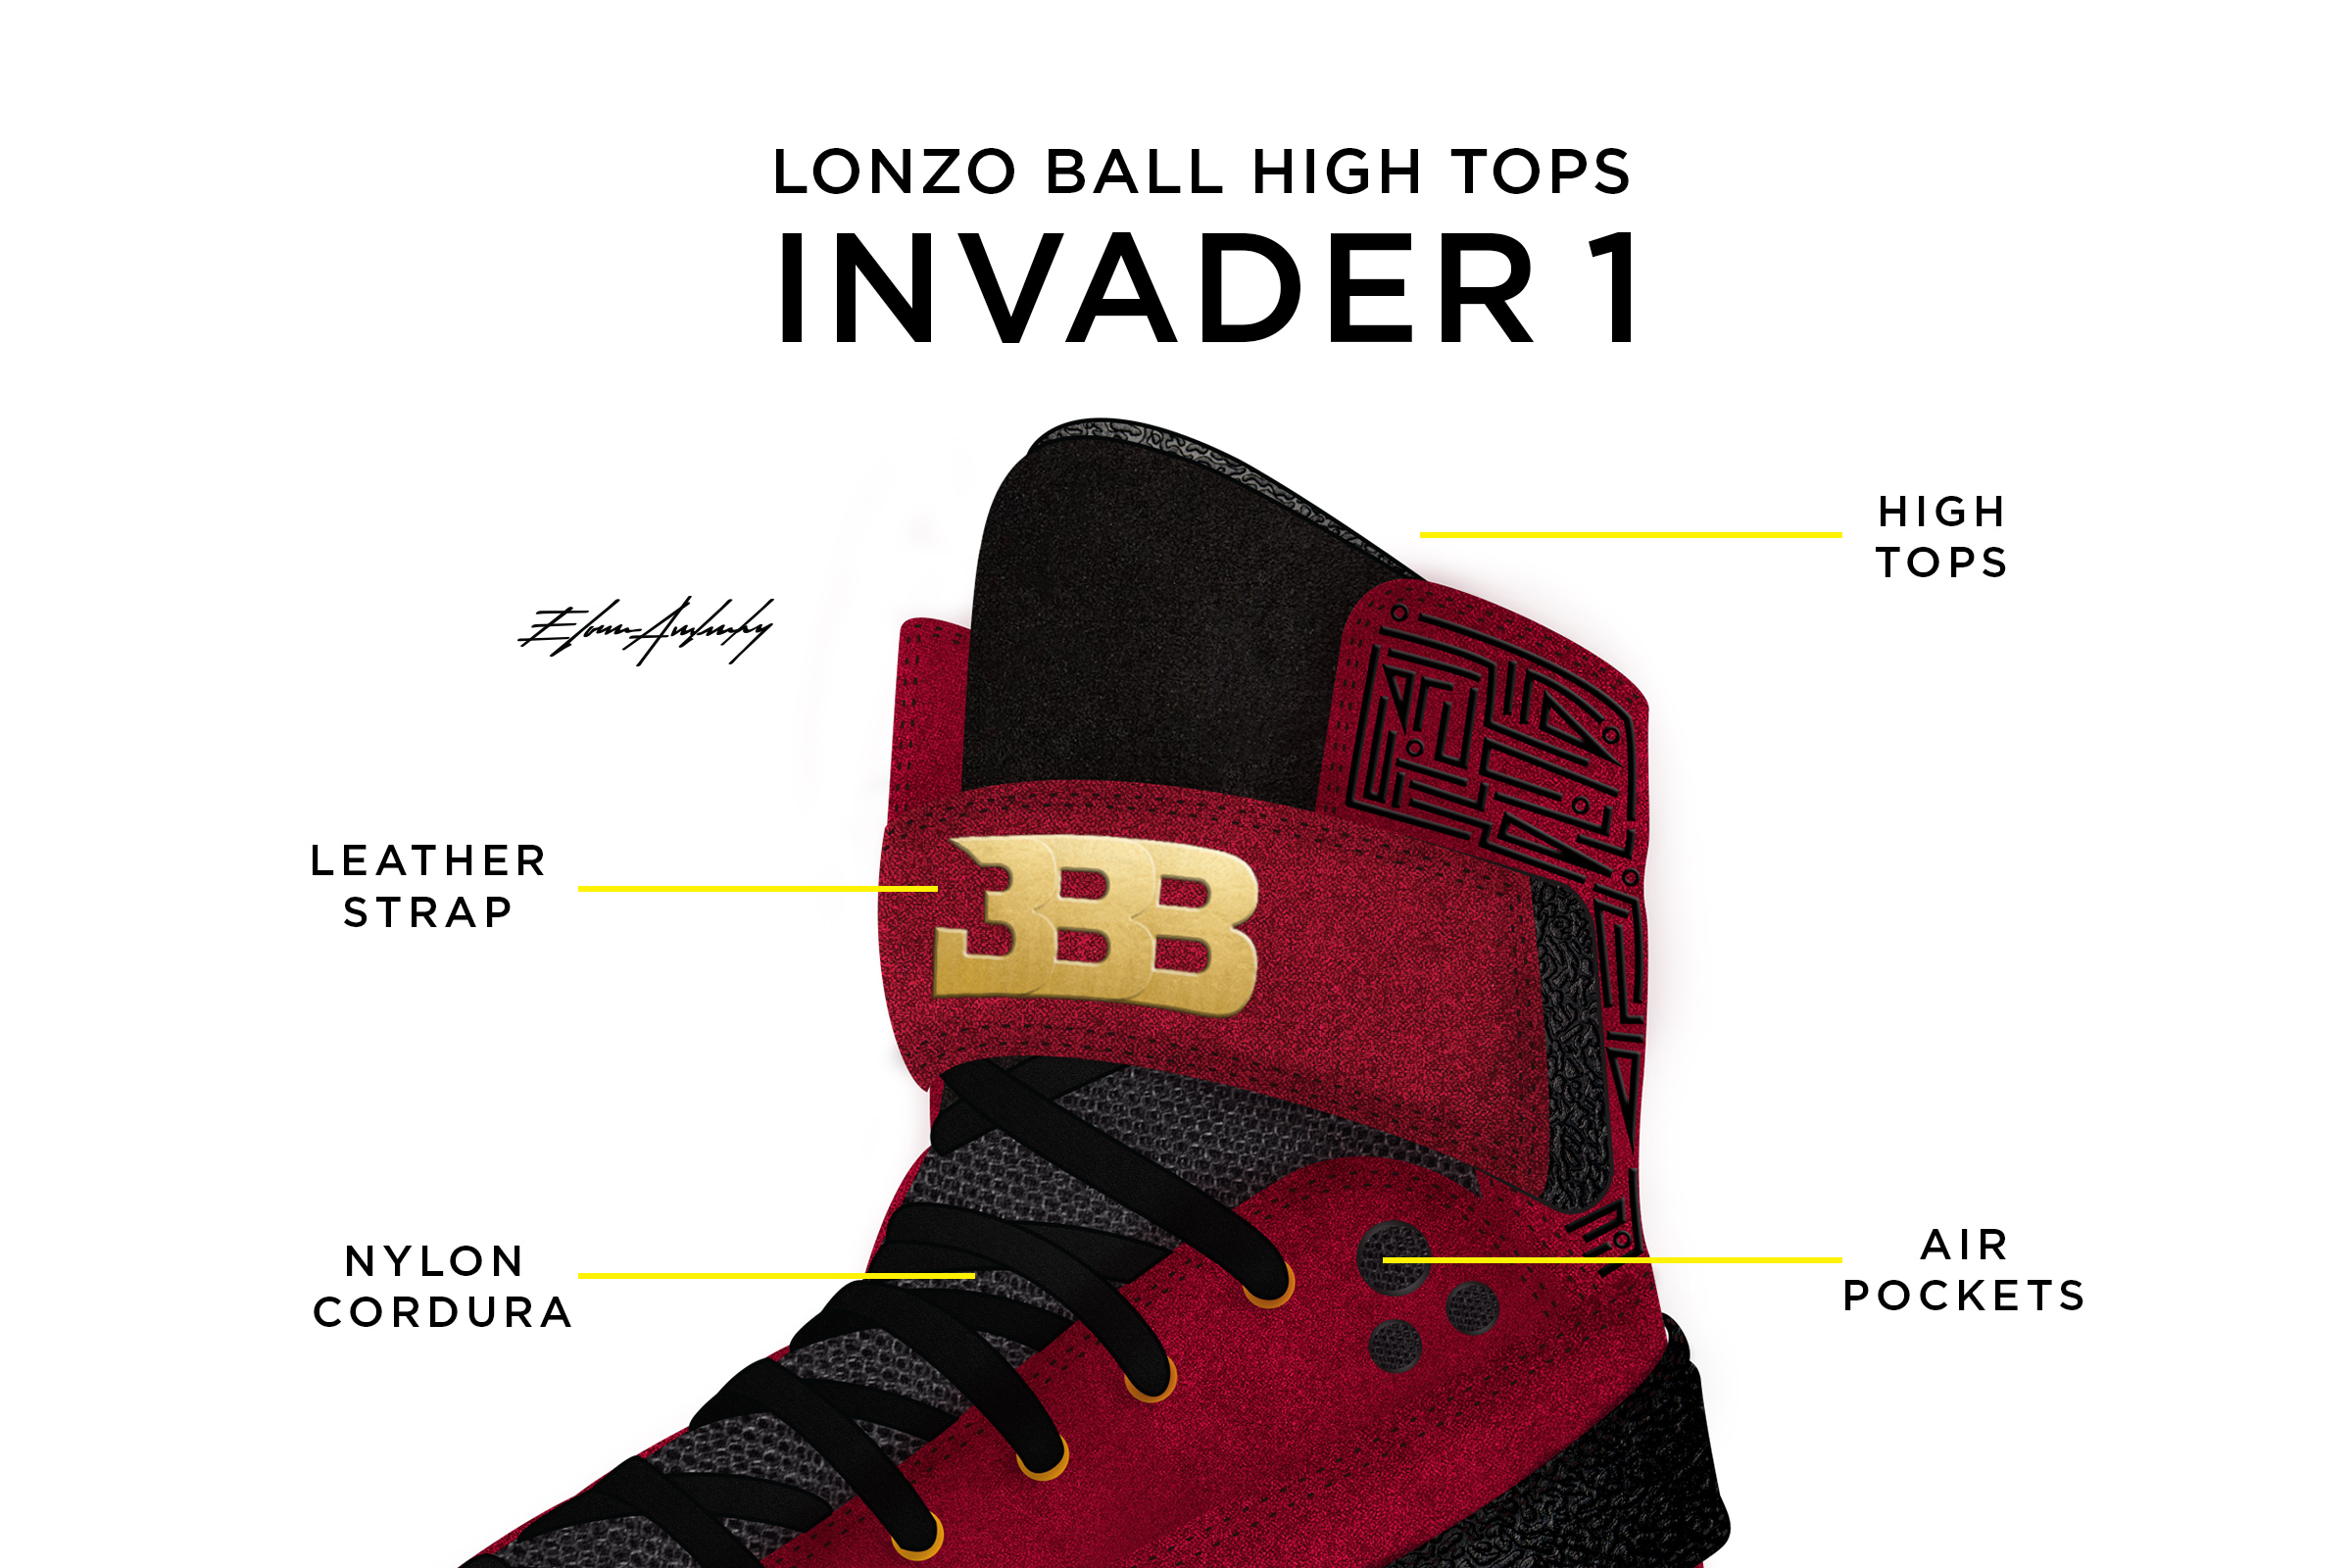 LONZO BALL HIGH TOPS
INVADER 1
HIGH
TOPS
LEATHER
STRAP
BBB
NYLON
CORDURA
AIR
POCKETS